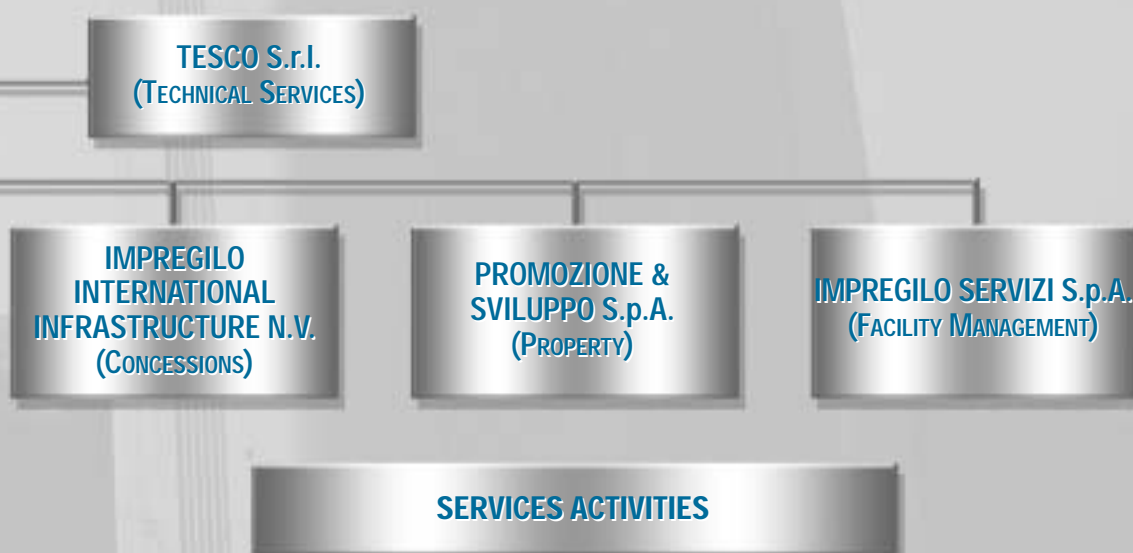 TESCO S.r.l.
(TECHNICAL SERVICES)
IMPREGILO
INTERNATIONAL
INFRASTRUCTURE N.V.
(CONCESSIONS)
PROMOZIONE &
SVILUPPO S.p.A.
(PROPERTY)
IMPREGILO SERVIZI S.p.A.
(FACILITY MANAGEMENT)
SERVICES ACTIVITIES